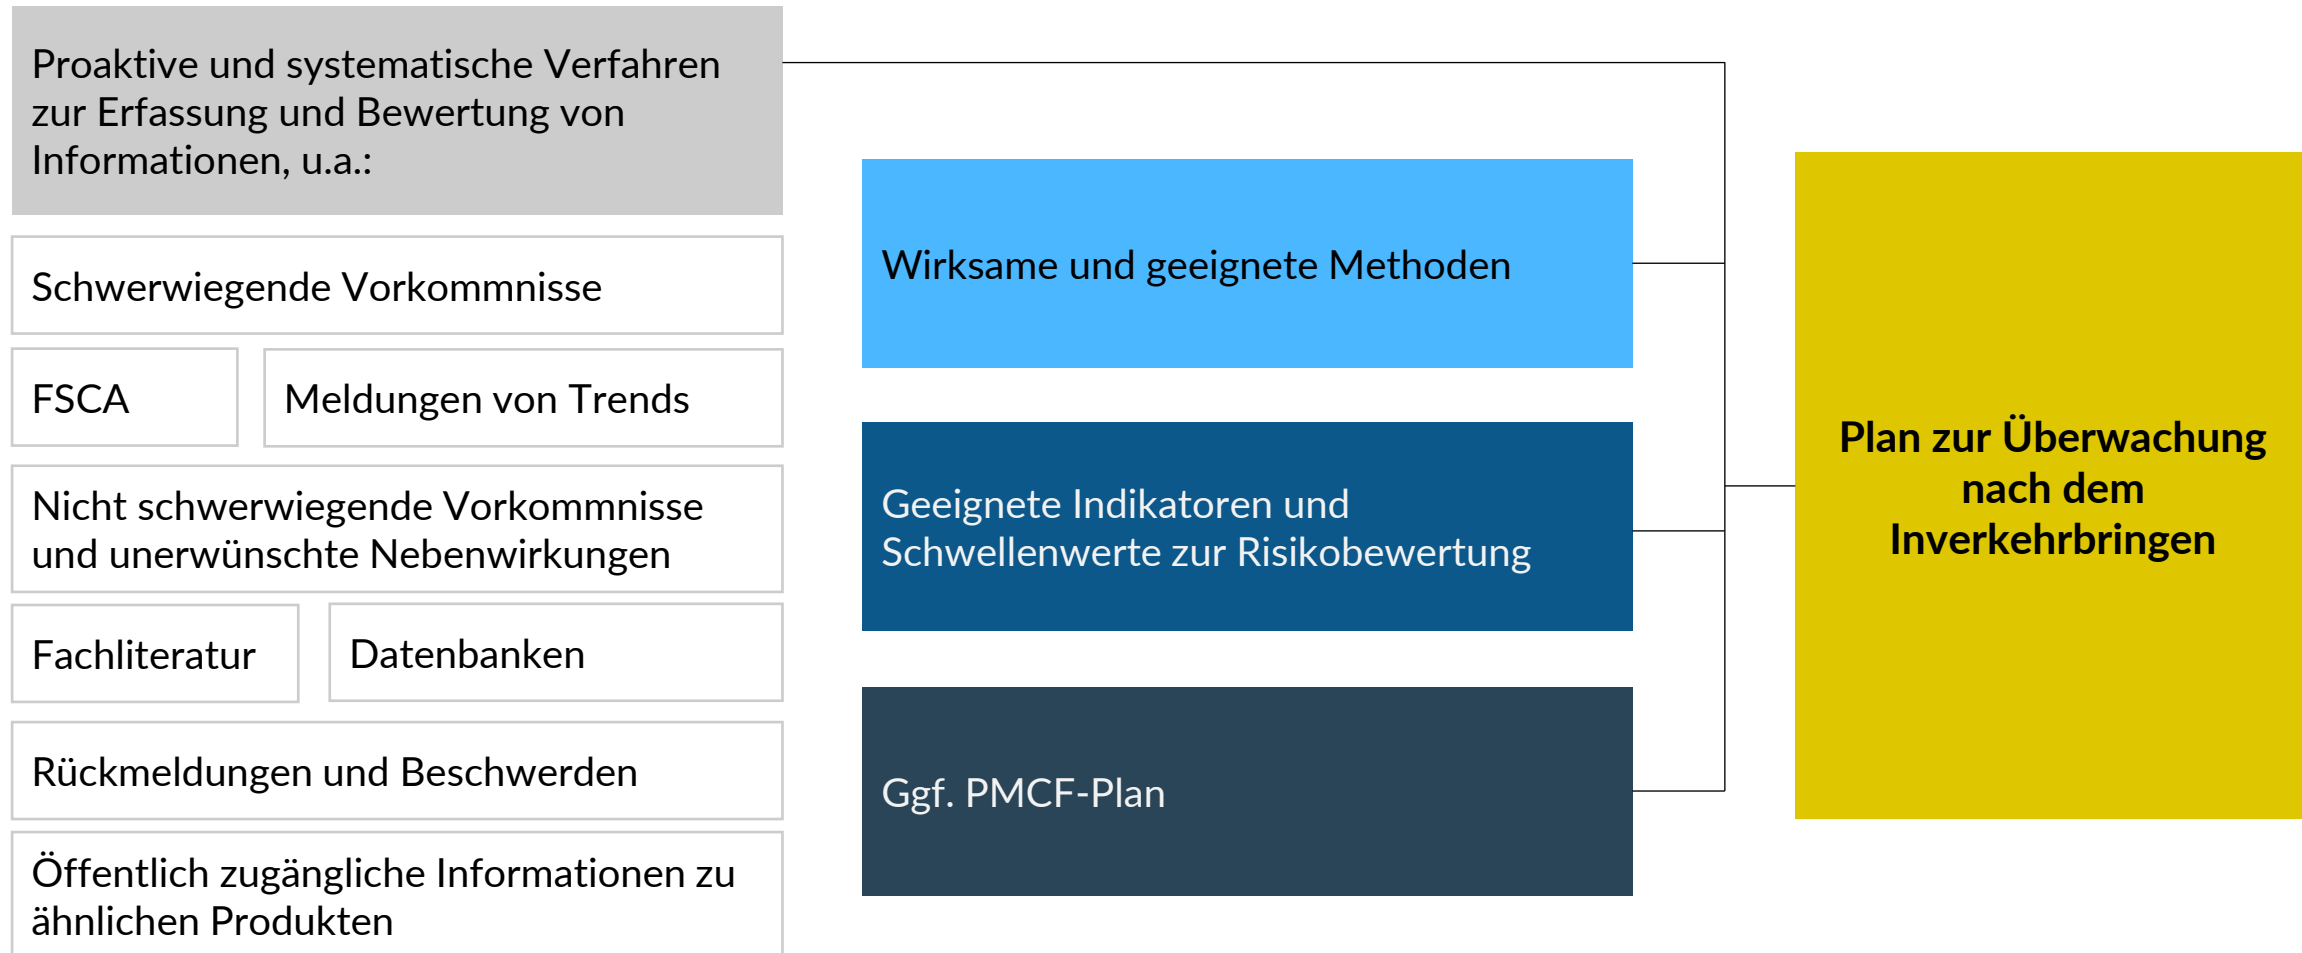 Proaktive und systematische Verfahren
zur Erfassung und Bewertung von
Informationen, u.a.:
Schwerwiegende Vorkommnisse
FSCA
Meldungen von Trends
Nicht schwerwiegende Vorkommnisse
und unerwünschte Nebenwirkungen
Fachliteratur
Datenbanken
Rückmeldungen und Beschwerden
Öffentlich zugängliche Informationen zu
ähnlichen Produkten
Wirksame und geeignete Methoden
Geeignete Indikatoren und
Schwellenwerte zur Risikobewertung
Ggf. PMCF-Plan
Plan zur Überwachung
nach dem
Inverkehrbringen